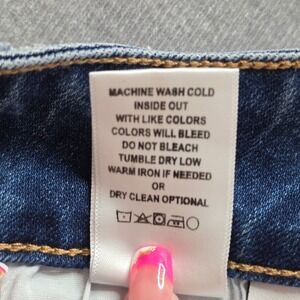 MACHINE WASH COLD
INSIDE OUT
WITH LIKE COLORS
COLORS WILL BLEED
DO NOT BLEACH
TUMBLE DRY LOW
WARM IRON IF NEEDED
OR
DRY CLEAN OPTIONAL